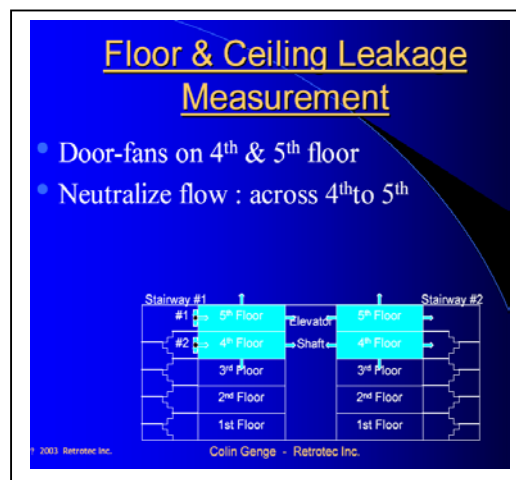 Floor & Ceiling Leakage
Measurement
Door-fans on 4th & 5th floor
Neutralize flow : across 4thto 5th
Stairway #1 Stairway #2
#1 5th Floor Elevator 5th Floor
#2 4th Floor Shaft 4th Floor
3rd Floor 3rd Floor
2nd Floor 2nd Floor
1st Floor 1st Floor
2003 Retrotec Inc. Colin Genge - Retrotec Inc.